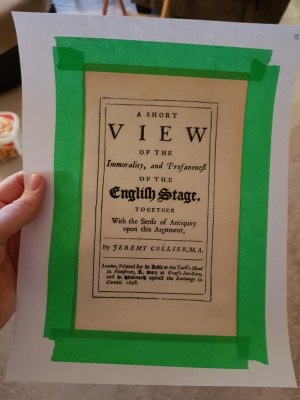 A SHORT
VIEW
OF THE
Immorality, and Profaneneſs
OF THE
Engliſh Stage,
TOGETHER
With the Senſe of Antiquity
upon this Argument,
By JEREMY COLLIER, M.A.
London, Printed for S. Keble at the Turk's-Head
in Fleetſtreet, R. Sare at Gray's-Inn-Gate,
and H. Hindmarſh againſt the Exchange in
Cornhil. 1698.